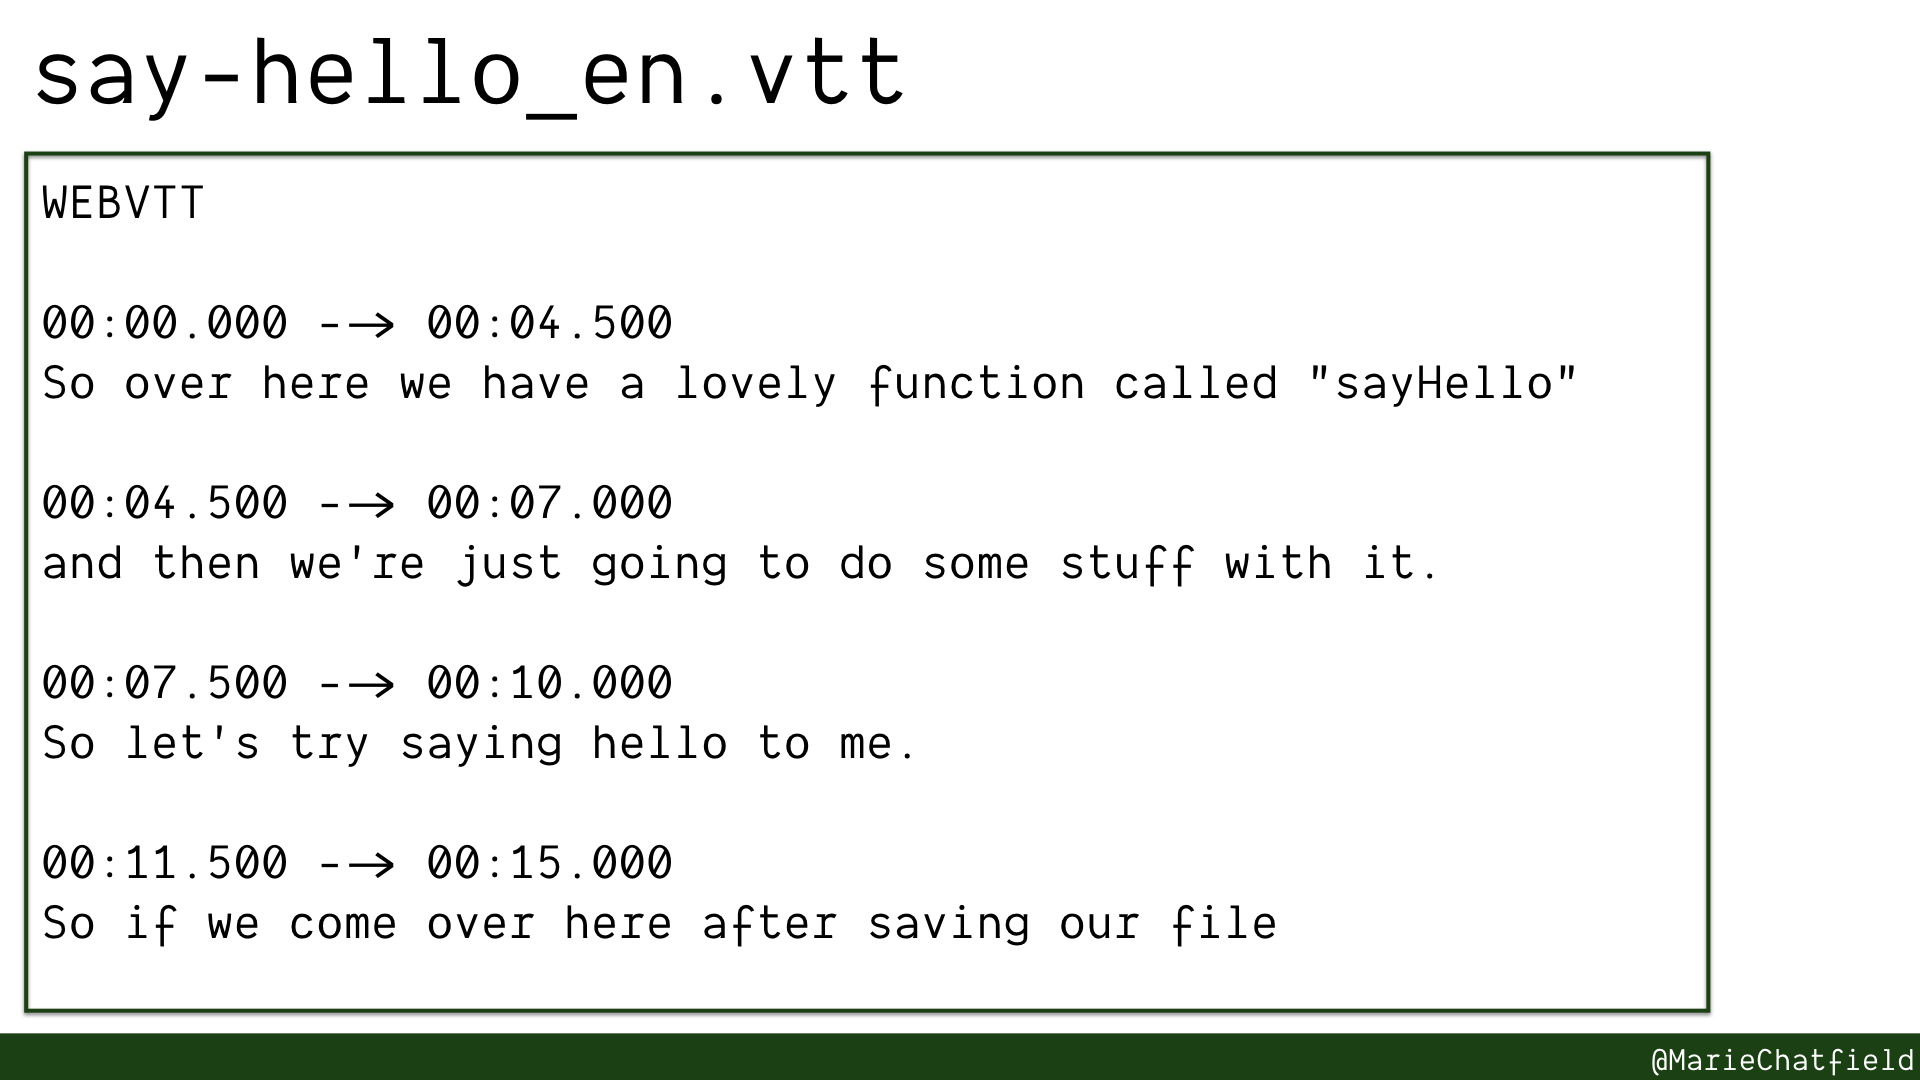 say-hello_en.vtt
WEBVTT
00:00.000 --> 00:04.500
So over here we have a lovely function called "sayHello"
00:04.500 --> 00:07.000
and then we're just going to do some stuff with it.
00:07.500 --> 00:10.000
So let's try saying hello to me.
00:11.500 --> 00:15.000
So if we come over here after saving our file
@MarieChatfield